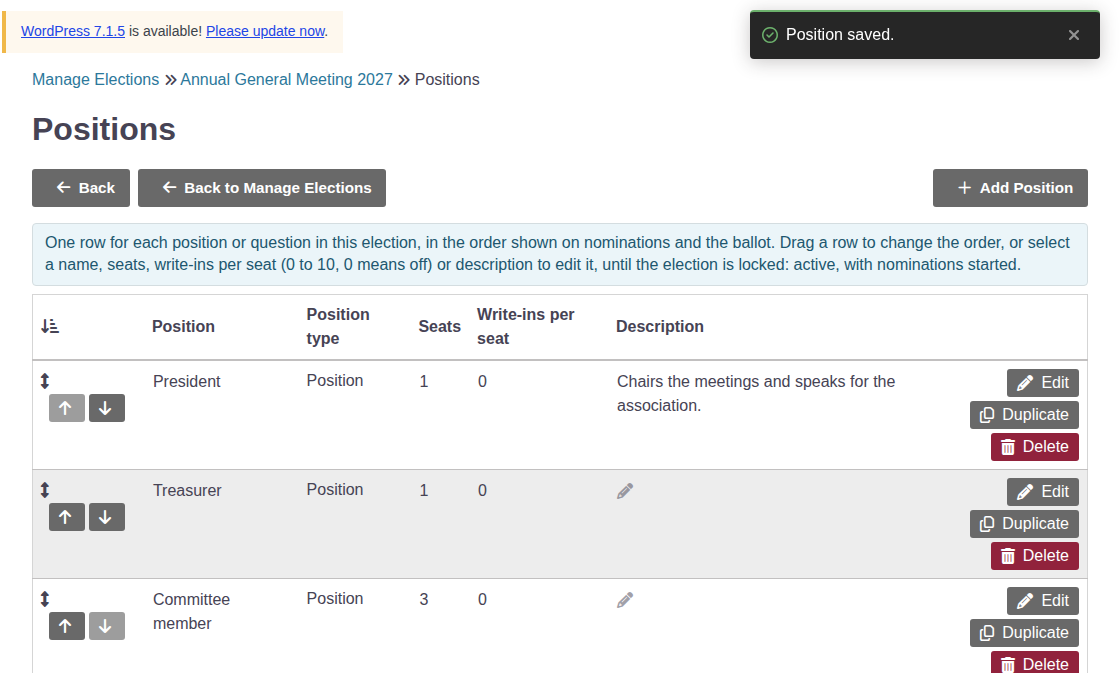 WordPress 7.1.5 is available! Please update now.
Position saved.
Manage Elections » Annual General Meeting 2027 » Positions
Positions
Back
Back to Manage Elections
Add Position
One row for each position or question in this election, in the order shown on nominations and the ballot. Drag a row to change the order, or select
a name, seats, write-ins per seat (0 to 10, 0 means off) or description to edit it, until the election is locked: active, with nominations started.
Position
Position
type
Seats
Write-ins per
seat
Description
President
Position
1
0
Chairs the meetings and speaks for the
association.
Edit
Duplicate
Delete
Treasurer
Position
1
0
Edit
Duplicate
Delete
Committee
member
Position
3
0
Edit
Duplicate
Delete